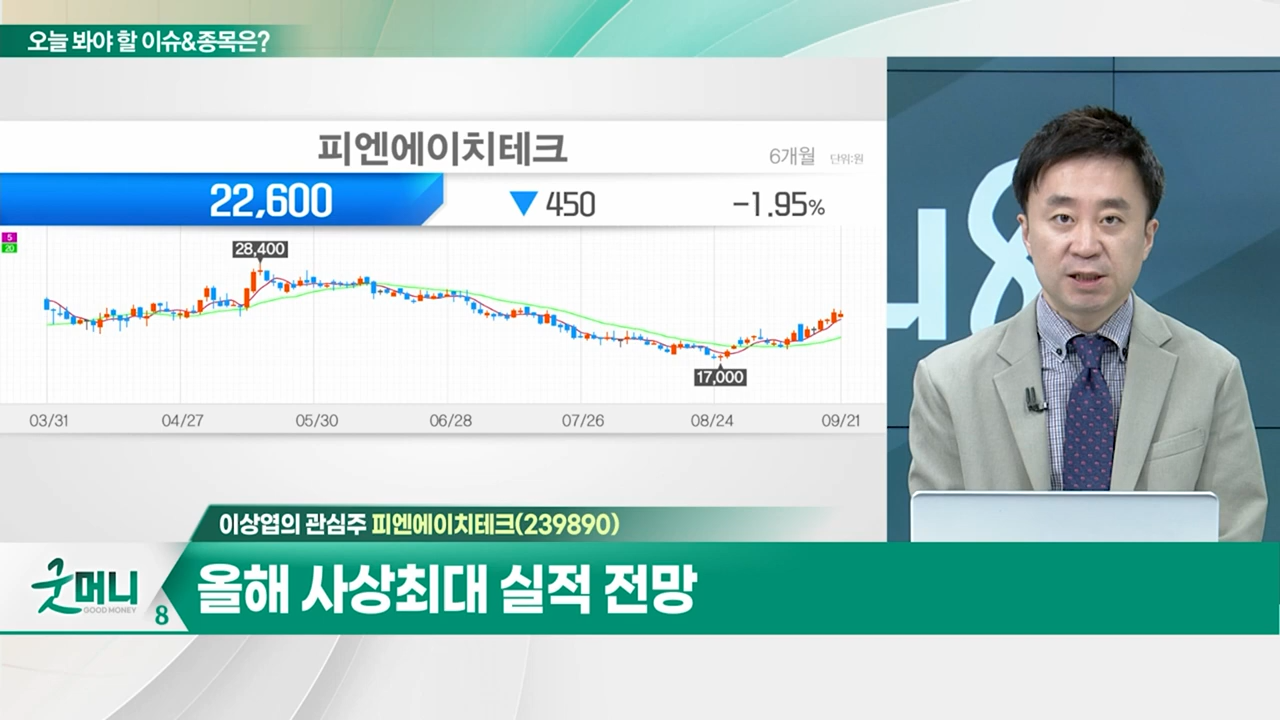 오늘 봐야 할 이슈&종목은?
피엔에이치테크
6개월 단위:원
22,600 ▼ 450 -1.95%
5
20
28,400
17,000
03/31 04/27 05/30 06/28 07/26 08/24 09/21
이상엽의 관심주 피엔에이치테크(239890)
올해 사상최대 실적 전망
굿머니
GOOD MONEY
8